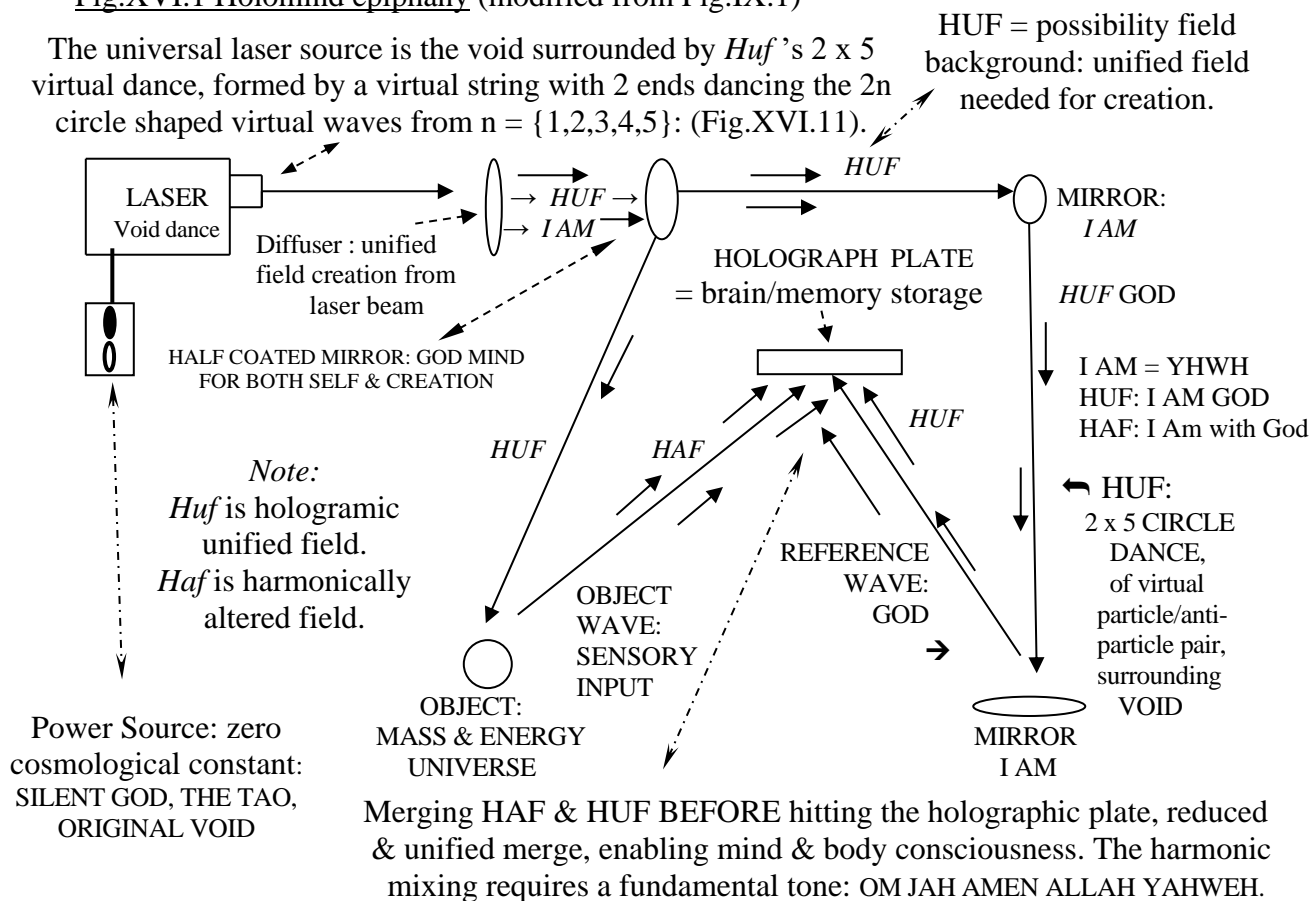 Fig.XVI.1 Holomind epiphany (modified from Fig.IX.1)
The universal laser source is the void surrounded by Huf 's 2 x 5
virtual dance, formed by a virtual string with 2 ends dancing the 2n
circle shaped virtual waves from n = {1,2,3,4,5}: (Fig.XVI.11).
HUF = possibility field
background: unified field
needed for creation.
LASER
Void dance
→ HUF →
→ I AM
HUF
MIRROR:
I AM
Diffuser : unified
field creation from
laser beam
HOLOGRAPH PLATE
= brain/memory storage
HUF GOD
HALF COATED MIRROR: GOD MIND
FOR BOTH SELF & CREATION
I AM = YHWH
HUF: I AM GOD
HAF: I Am with God
HUF
HAF
HUF
Note:
Huf is hologramic
unified field.
Haf is harmonically
altered field.
HUF:
2 x 5 CIRCLE
DANCE,
of virtual
particle/anti-
particle pair,
surrounding
VOID
REFERENCE
WAVE:
GOD
OBJECT
WAVE:
SENSORY
INPUT
OBJECT:
MASS & ENERGY
UNIVERSE
MIRROR
I AM
Power Source: zero
cosmological constant:
SILENT GOD, THE TAO,
ORIGINAL VOID
Merging HAF & HUF BEFORE hitting the holographic plate, reduced
& unified merge, enabling mind & body consciousness. The harmonic
mixing requires a fundamental tone: OM JAH AMEN ALLAH YAHWEH.